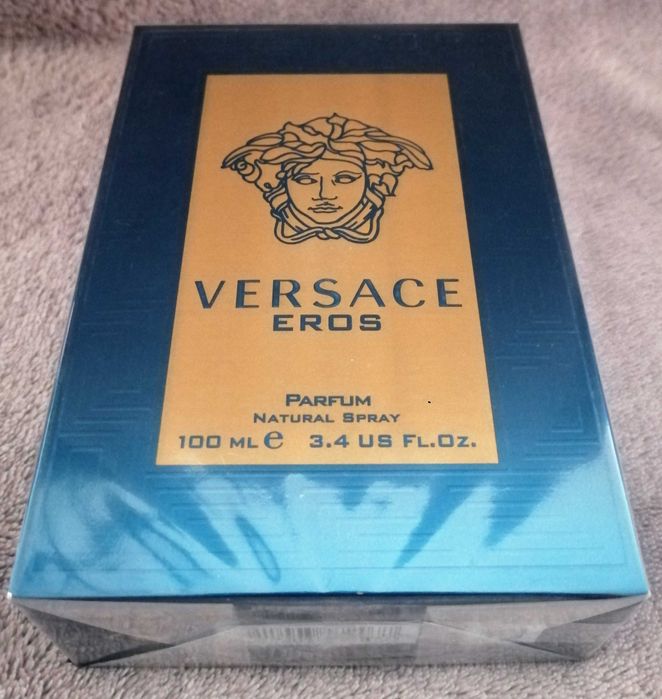 VERSACE
EROS
PARFUM
NATURAL SPRAY
100 ML e 3.4 US FL.OZ.